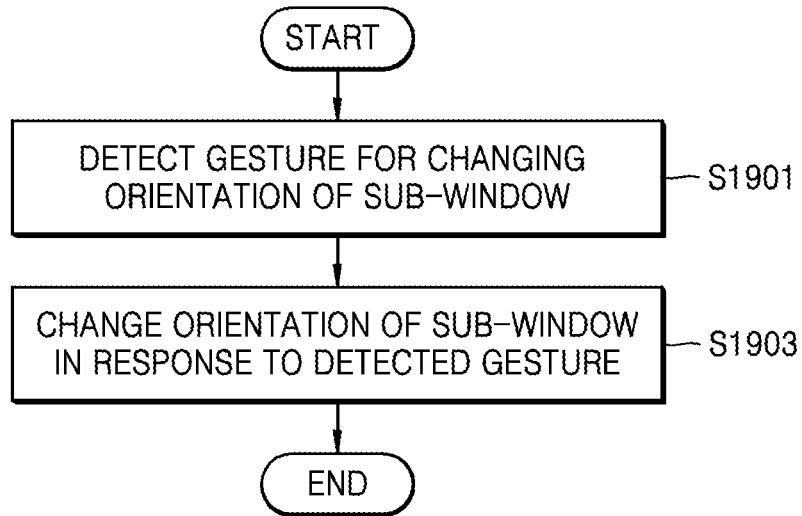 START
DETECT GESTURE FOR CHANGING
ORIENTATION OF SUB-WINDOW
S1901
CHANGE ORIENTATION OF SUB-WINDOW
IN RESPONSE TO DETECTED GESTURE
S1903
END